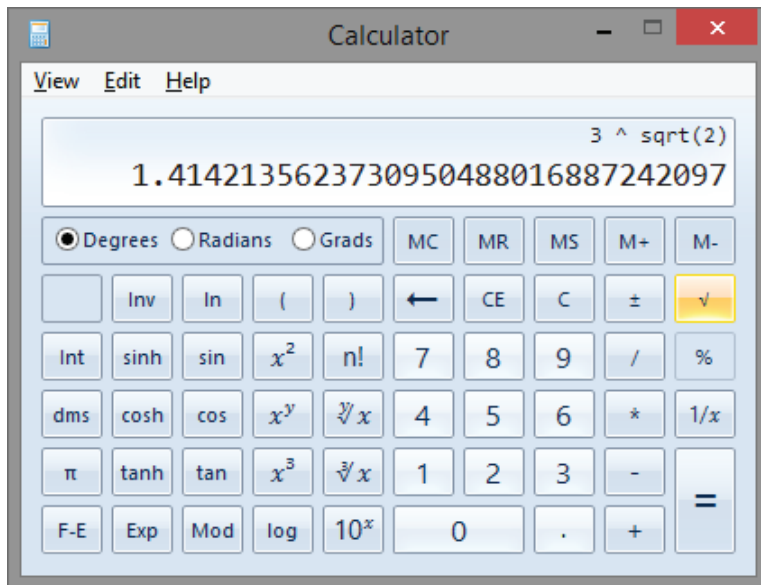 Calculator
View Edit Help
3 ^ sqrt(2)
1.4142135623730950488016887242097
Degrees Radians Grads MC MR MS M+ M-
Inv In ( ) ← CE C ± √
Int sinh sin x² n! 7 8 9 / %
dms cosh cos xʸ ʸ√x 4 5 6 * 1/x
π tanh tan x³ ³√x 1 2 3 - =
F-E Exp Mod log 10ˣ 0 . +